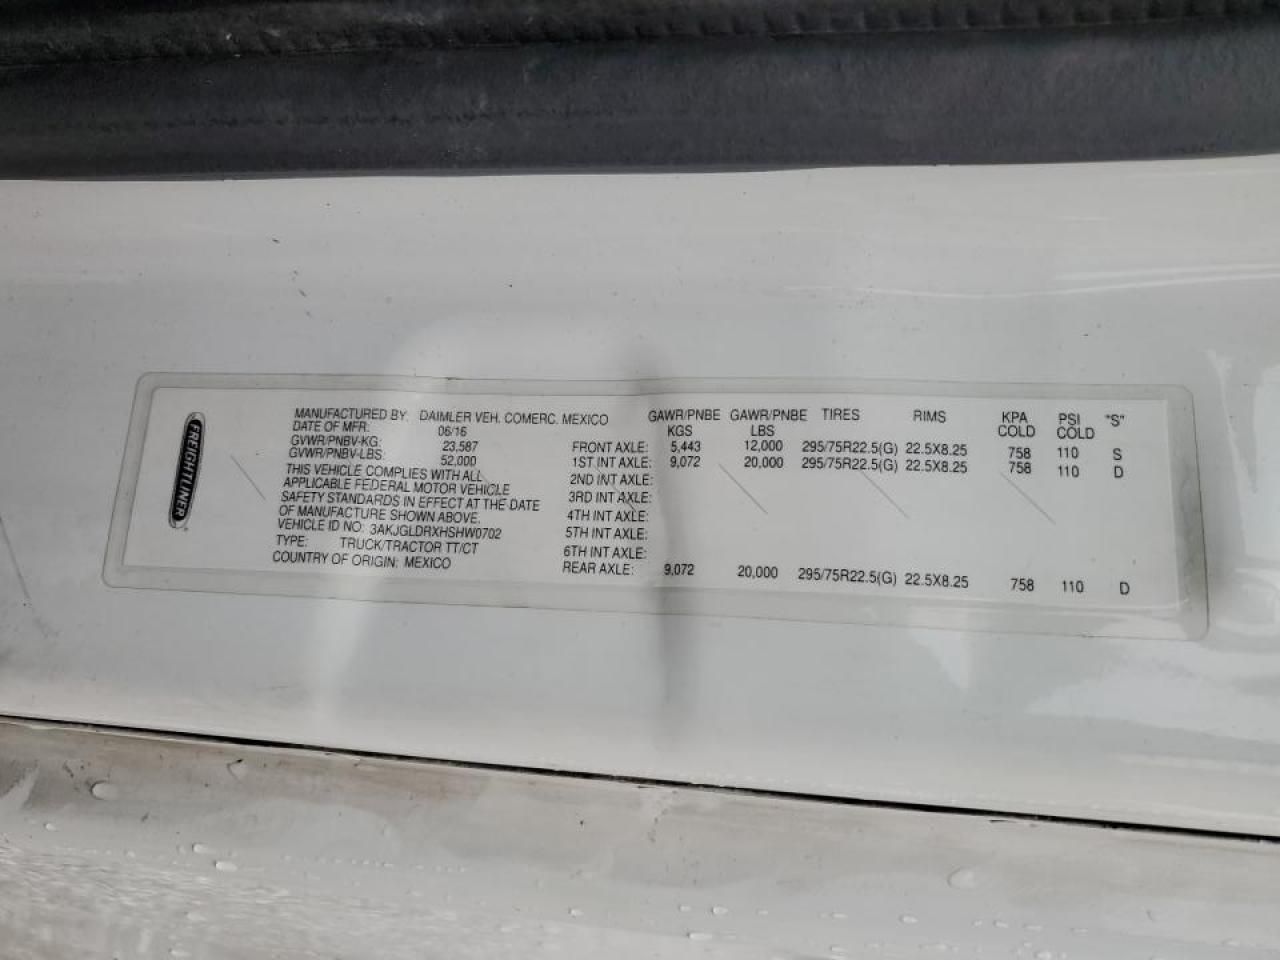 FREIGHTLINER
MANUFACTURED BY: DAIMLER VEH. COMERC. MEXICO
DATE OF MFR: 06/16
GVWR/PNBV-KG: 23,587
GVWR/PNBV-LBS: 52,000
THIS VEHICLE COMPLIES WITH ALL
APPLICABLE FEDERAL MOTOR VEHICLE
SAFETY STANDARDS IN EFFECT AT THE DATE
OF MANUFACTURE SHOWN ABOVE.
VEHICLE ID NO: 3AKJGLDRXHSHW0702
TYPE: TRUCK/TRACTOR TT/CT
COUNTRY OF ORIGIN: MEXICO
GAWR/PNBE GAWR/PNBE TIRES RIMS KPA PSI "S"
KGS LBS COLD COLD
FRONT AXLE: 5,443 12,000 295/75R22.5(G) 22.5X8.25 758 110 S
1ST INT AXLE: 9,072 20,000 295/75R22.5(G) 22.5X8.25 758 110 D
2ND INT AXLE:
3RD INT AXLE:
4TH INT AXLE:
5TH INT AXLE:
6TH INT AXLE:
REAR AXLE: 9,072 20,000 295/75R22.5(G) 22.5X8.25 758 110 D